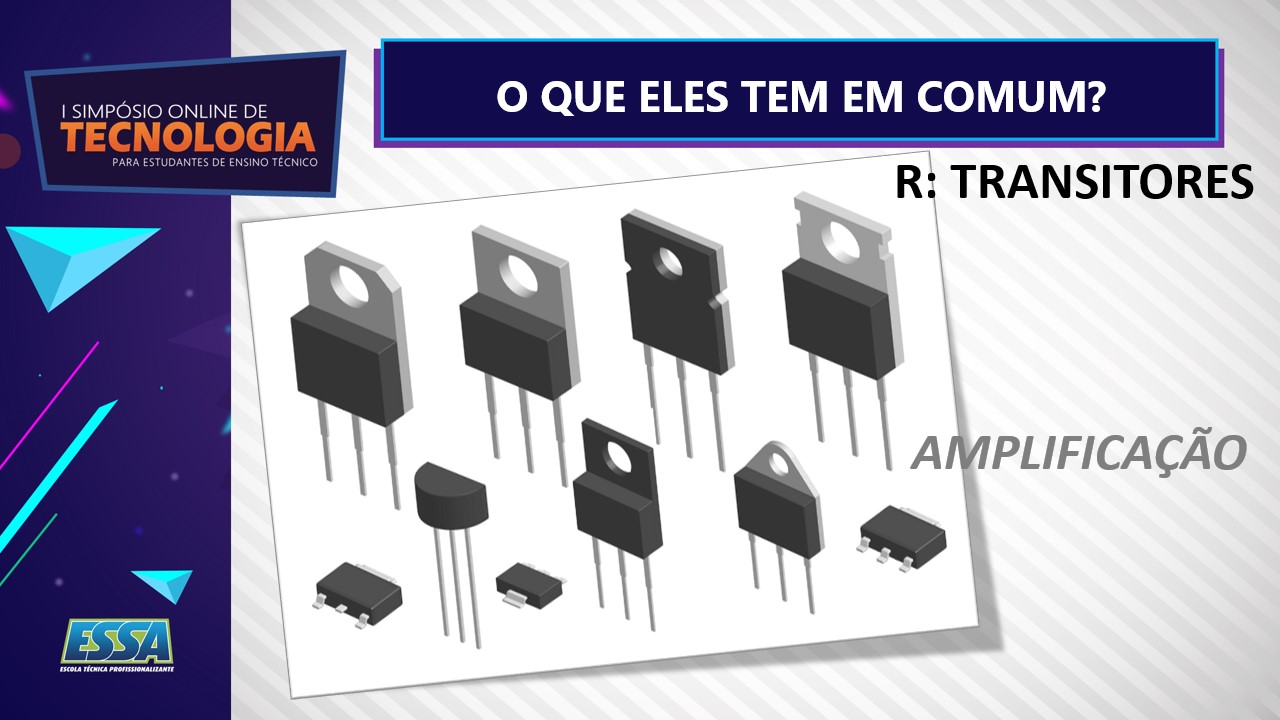 I SIMPÓSIO ONLINE DE
TECNOLOGIA
PARA ESTUDANTES DE ENSINO TÉCNICO
O QUE ELES TEM EM COMUM?
R: TRANSITORES
AMPLIFICAÇÃO
ESSA
ESCOLA TÉCNICA PROFISSIONALIZANTE